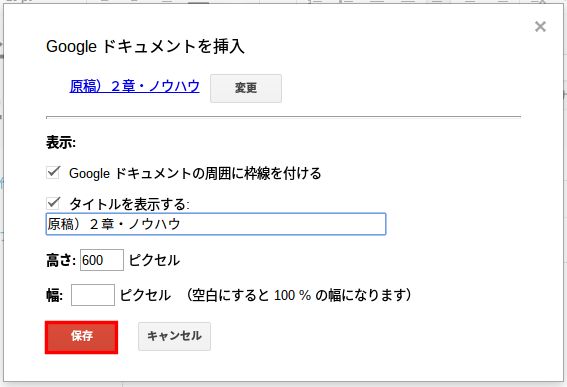 Google ドキュメントを挿入
原稿）２章・ノウハウ 変更
表示:
Google ドキュメントの周囲に枠線を付ける
タイトルを表示する:
原稿）２章・ノウハウ
高さ: 600 ピクセル
幅: ピクセル （空白にすると 100 % の幅になります）
保存 キャンセル